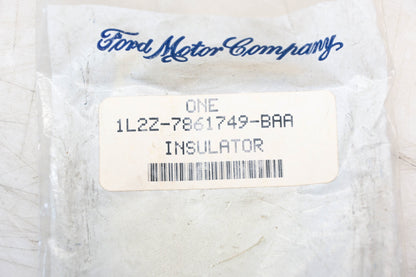 Ford Motor Company
ONE
1L2Z-7861749-BAA
INSULATOR